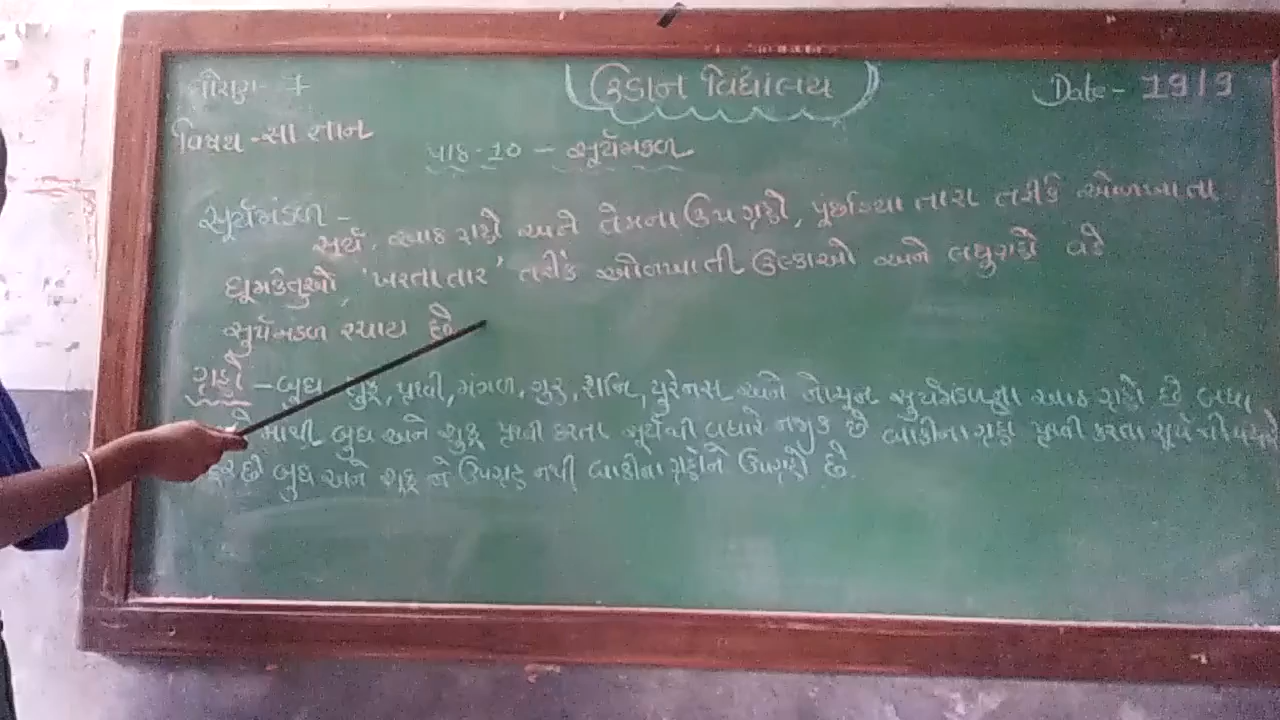 ઉડાન વિદ્યાલય
ધોરણ - 7
Date - 19/9
વિષય - સા જ્ઞાન
પાઠ - 10 - સૂર્યમંડળ
સૂર્યમંડળ -
સૂર્ય, આઠ ગ્રહો અને તેમના ઉપગ્રહો, પૂંછડિયા તારા તરીકે ઓળખાતા
ધૂમકેતુઓ, 'ખરતા તાર' તરીકે ઓળખાતી ઉલ્કાઓ અને લઘુગ્રહો વડે
સુર્યમંડળ રચાય છે.
ગ્રહો - બુધ શુક્ર, પૃથ્વી, મંગળ, ગુરુ, શનિ, યુરેનસ અને નેપ્ચૂન સુર્યમંડળના આઠ ગ્રહો છે બધા
માંથી બુધ અને શુક્ર પૃથ્વી કરતા સૂર્યથી વધારે નજીક છે બાકીના ગ્રહો પૃથ્વી કરતા સૂર્યથી વધારે
દૂર છે બુધ અને શુક્ર ને ઉપગ્રહ નથી બાકીના ગ્રહોને ઉપગ્રહો છે.